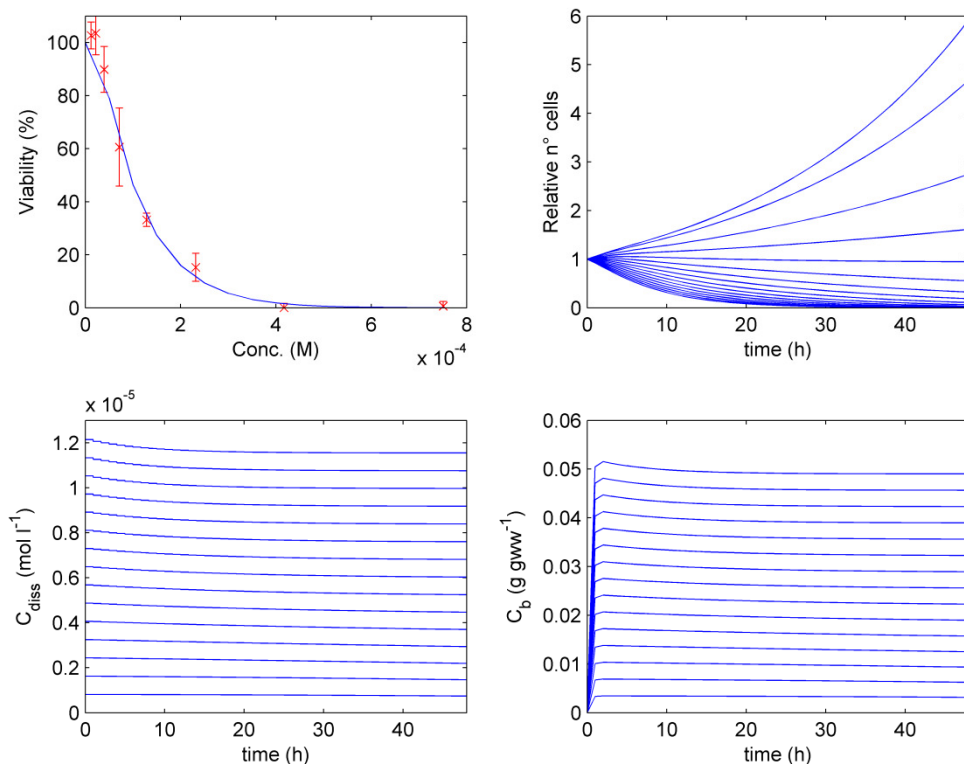 100
80
60
40
20
0
Viability (%)
0 2 4 6 8
Conc. (M)
x 10⁻⁴
6
5
4
3
2
1
0
Relative n° cells
0 10 20 30 40
time (h)
x 10⁻⁵
1.2
1
0.8
0.6
0.4
0.2
0
C_diss (mol l⁻¹)
0 10 20 30 40
time (h)
0.06
0.05
0.04
0.03
0.02
0.01
0
C_b (g gww⁻¹)
0 10 20 30 40
time (h)